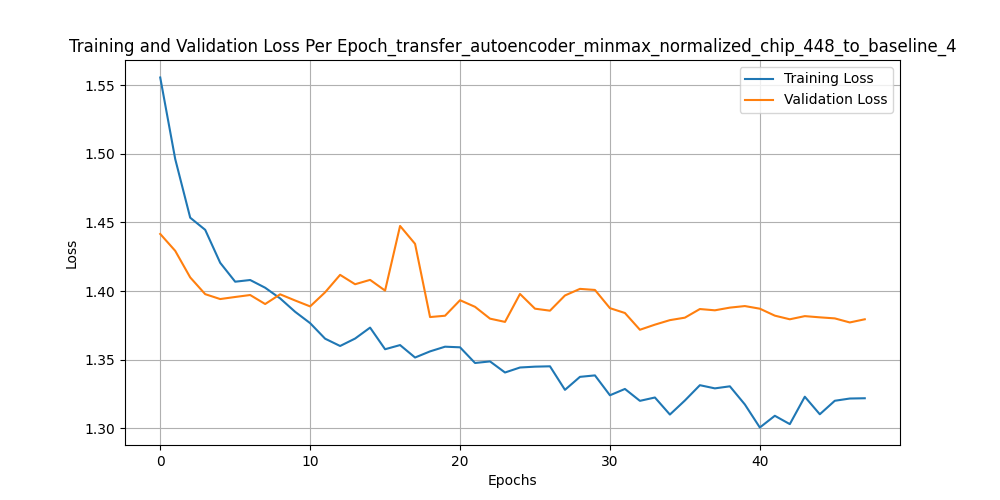 Training and Validation Loss Per Epoch_transfer_autoencoder_minmax_normalized_chip_448_to_baseline_4
Training Loss
Validation Loss
Loss
1.55
1.50
1.45
1.40
1.35
1.30
0 10 20 30 40
Epochs